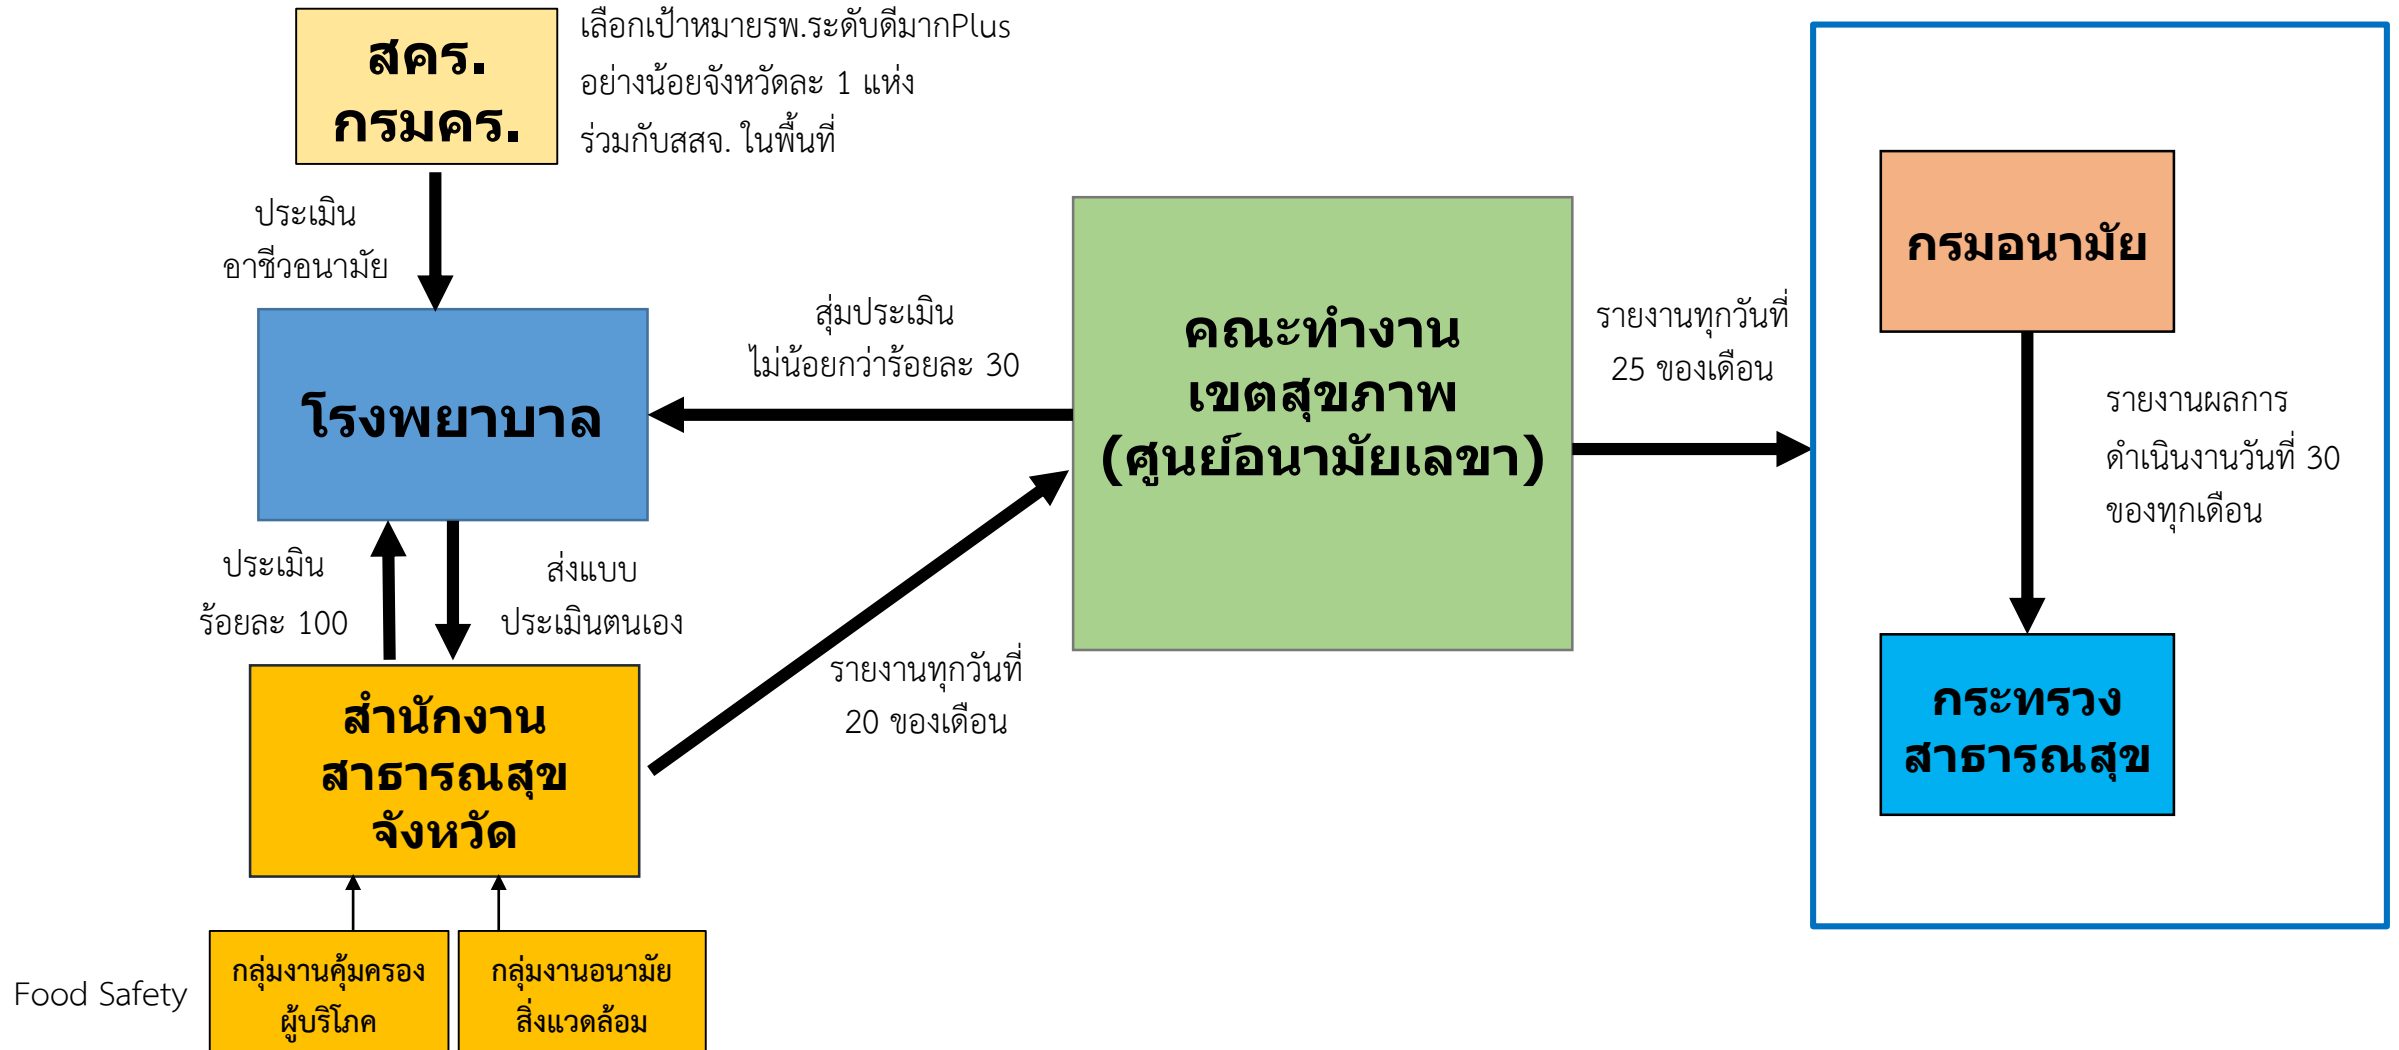 สคร.
กรมคร.
เลือกเป้าหมายรพ.ระดับดีมากPlus
อย่างน้อยจังหวัดละ 1 แห่ง
ร่วมกับสสจ. ในพื้นที่
ประเมิน
อาชีวอนามัย
โรงพยาบาล
สุ่มประเมิน
ไม่น้อยกว่าร้อยละ 30
คณะทำงาน
เขตสุขภาพ
(ศูนย์อนามัยเลขา)
รายงานทุกวันที่
25 ของเดือน
กรมอนามัย
รายงานผลการ
ดำเนินงานวันที่ 30
ของทุกเดือน
กระทรวง
สาธารณสุข
ประเมิน
ร้อยละ 100
ส่งแบบ
ประเมินตนเอง
รายงานทุกวันที่
20 ของเดือน
สำนักงาน
สาธารณสุข
จังหวัด
Food Safety
กลุ่มงานคุ้มครอง
ผู้บริโภค
กลุ่มงานอนามัย
สิ่งแวดล้อม